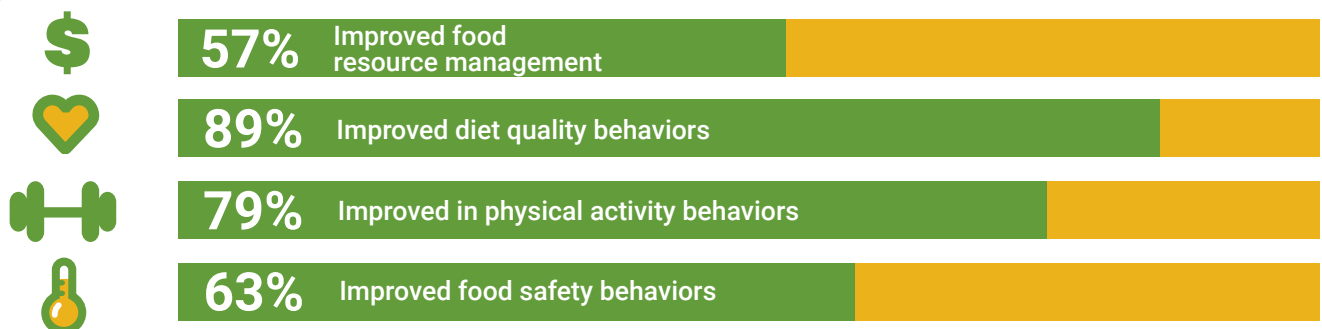 57% Improved food
resource management
89% Improved diet quality behaviors
79% Improved in physical activity behaviors
63% Improved food safety behaviors